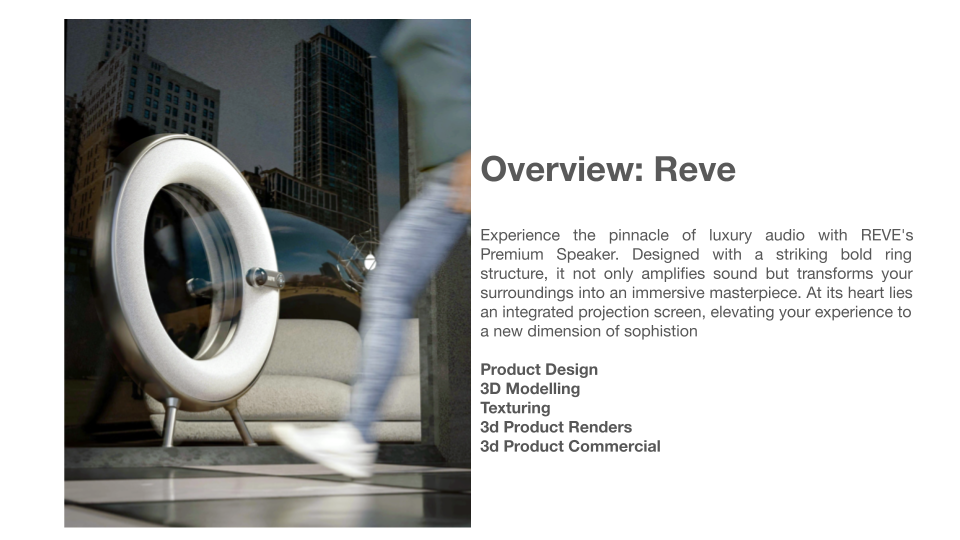 Overview: Reve
Experience the pinnacle of luxury audio with REVE's
Premium Speaker. Designed with a striking bold ring
structure, it not only amplifies sound but transforms your
surroundings into an immersive masterpiece. At its heart lies
an integrated projection screen, elevating your experience to
a new dimension of sophistion
Product Design
3D Modelling
Texturing
3d Product Renders
3d Product Commercial